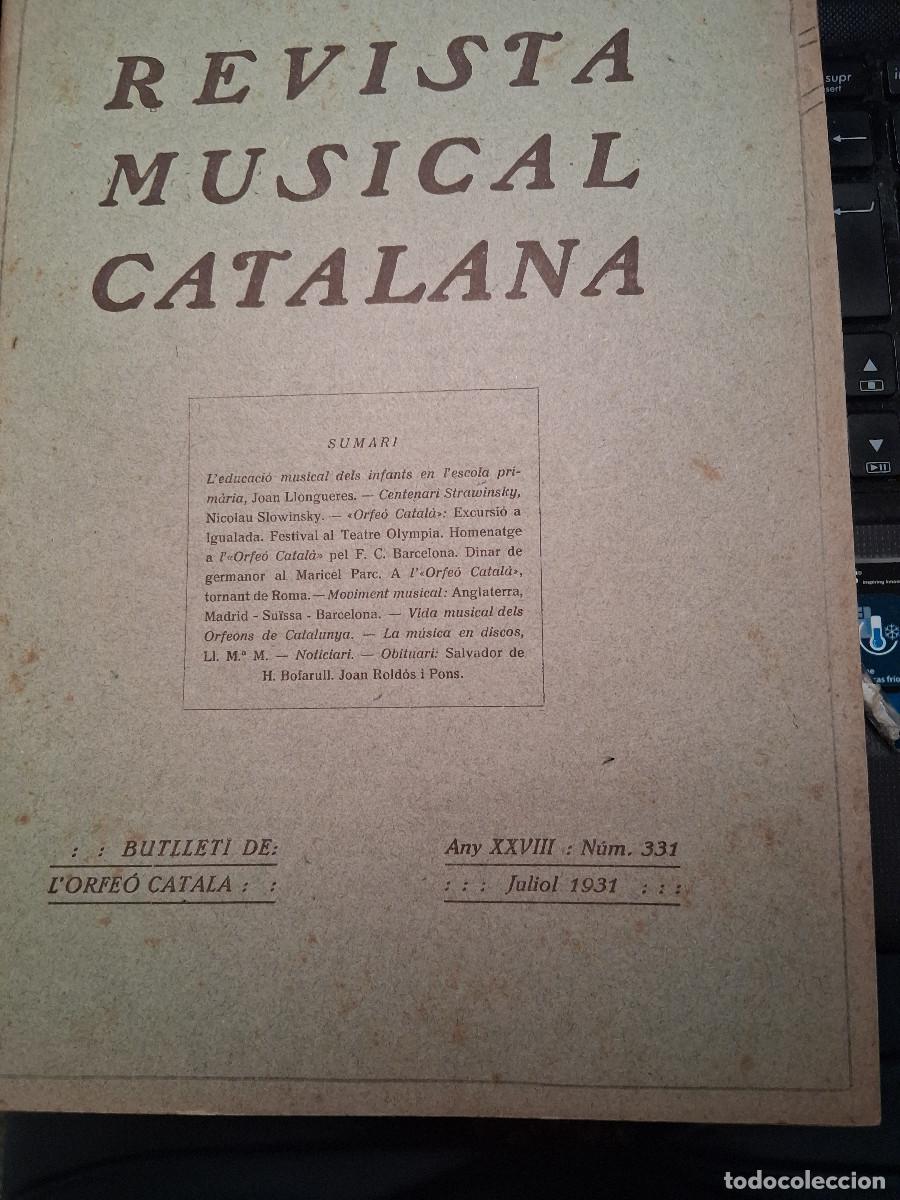 REVISTA
MUSICAL
CATALANA
SUMARI
L'educació musical dels infants en l'escola pri-
mària, Joan Llongueres. — Centenari Strawinsky,
Nicolau Slowinsky. — «Orfeó Català»: Excursió a
Igualada. Festival al Teatre Olympia. Homenatge
a l'«Orfeó Català» pel F. C. Barcelona. Dinar de
germanor al Maricel Parc. A l'«Orfeó Català»,
tornant de Roma. — Moviment musical: Anglaterra,
Madrid - Suïssa - Barcelona. — Vida musical dels
Orfeons de Catalunya. — La música en discos,
Ll. M.ª M. — Noticiari. — Obituari: Salvador de
H. Bofarull. Joan Roldós i Pons.
: : BUTLLETÍ DE:
L'ORFEÓ CATALA : :
Any XXVIII : Núm. 331
: : : Juliol 1931 : : :
supr
sert
todocoleccion